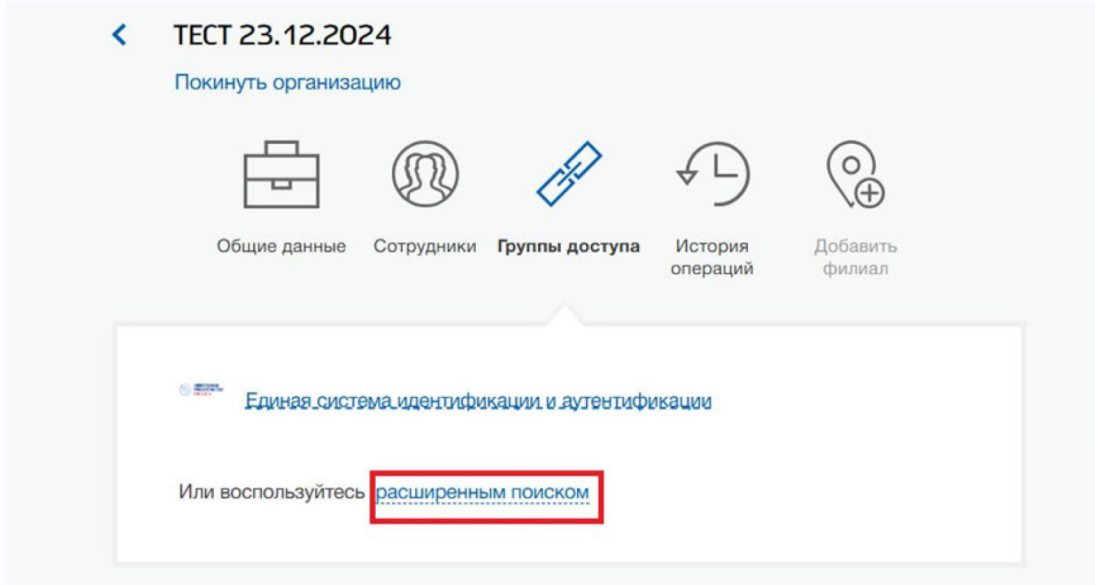 ТЕСТ 23.12.2024
Покинуть организацию
Общие данные
Сотрудники
Группы доступа
История
операций
Добавить
филиал
Единая система идентификации и аутентификации
Или воспользуйтесь расширенным поиском